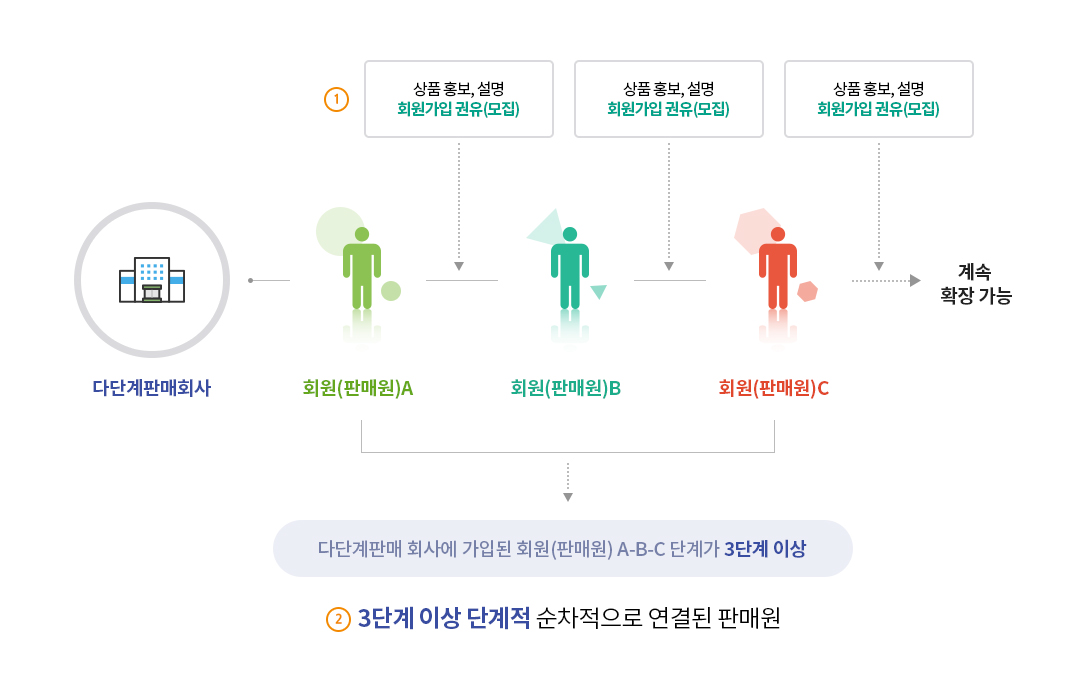 1
상품 홍보, 설명
회원가입 권유(모집)
상품 홍보, 설명
회원가입 권유(모집)
상품 홍보, 설명
회원가입 권유(모집)
계속
확장 가능
다단계판매회사
회원(판매원)A
회원(판매원)B
회원(판매원)C
다단계판매 회사에 가입된 회원(판매원) A-B-C 단계가 3단계 이상
2 3단계 이상 단계적 순차적으로 연결된 판매원